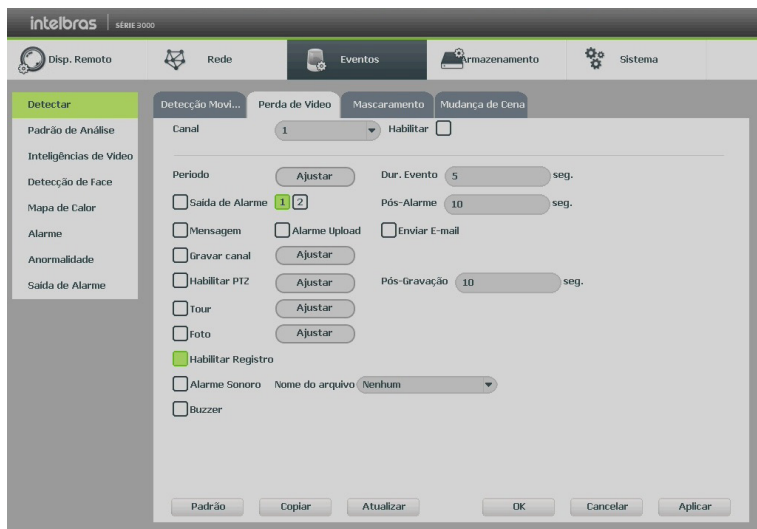 intelbras SÉRIE 3000
Disp. Remoto Rede Eventos Armazenamento Sistema
Detectar
Padrão de Análise
Inteligências de Vídeo
Detecção de Face
Mapa de Calor
Alarme
Anormalidade
Saída de Alarme
Detecção Movi... Perda de Vídeo Mascaramento Mudança de Cena
Canal 1 Habilitar
Periodo Ajustar Dur. Evento 5 seg.
Saída de Alarme 1 2 Pós-Alarme 10 seg.
Mensagem Alarme Upload Enviar E-mail
Gravar canal Ajustar
Habilitar PTZ Ajustar Pós-Gravação 10 seg.
Tour Ajustar
Foto Ajustar
Habilitar Registro
Alarme Sonoro Nome do arquivo Nenhum
Buzzer
Padrão Copiar Atualizar OK Cancelar Aplicar